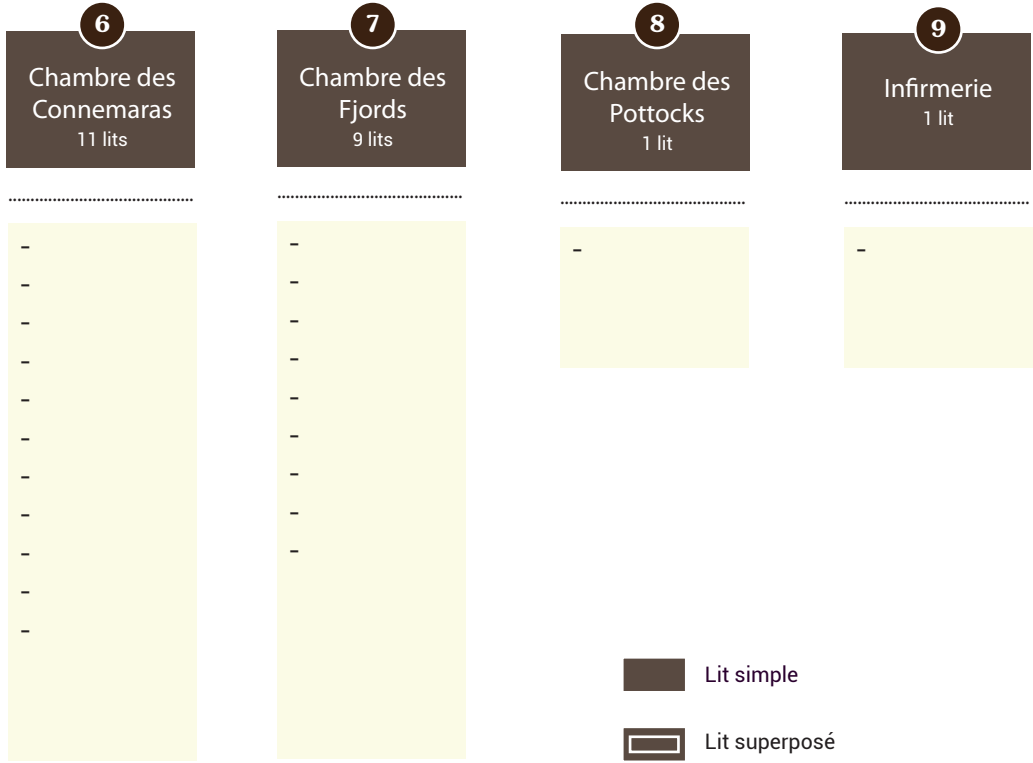 6
Chambre des
Connemaras
11 lits
-
-
-
-
-
-
-
-
-
-
-
7
Chambre des
Fjords
9 lits
-
-
-
-
-
-
-
-
-
8
Chambre des
Pottocks
1 lit
-
9
Infirmerie
1 lit
-
Lit simple
Lit superposé